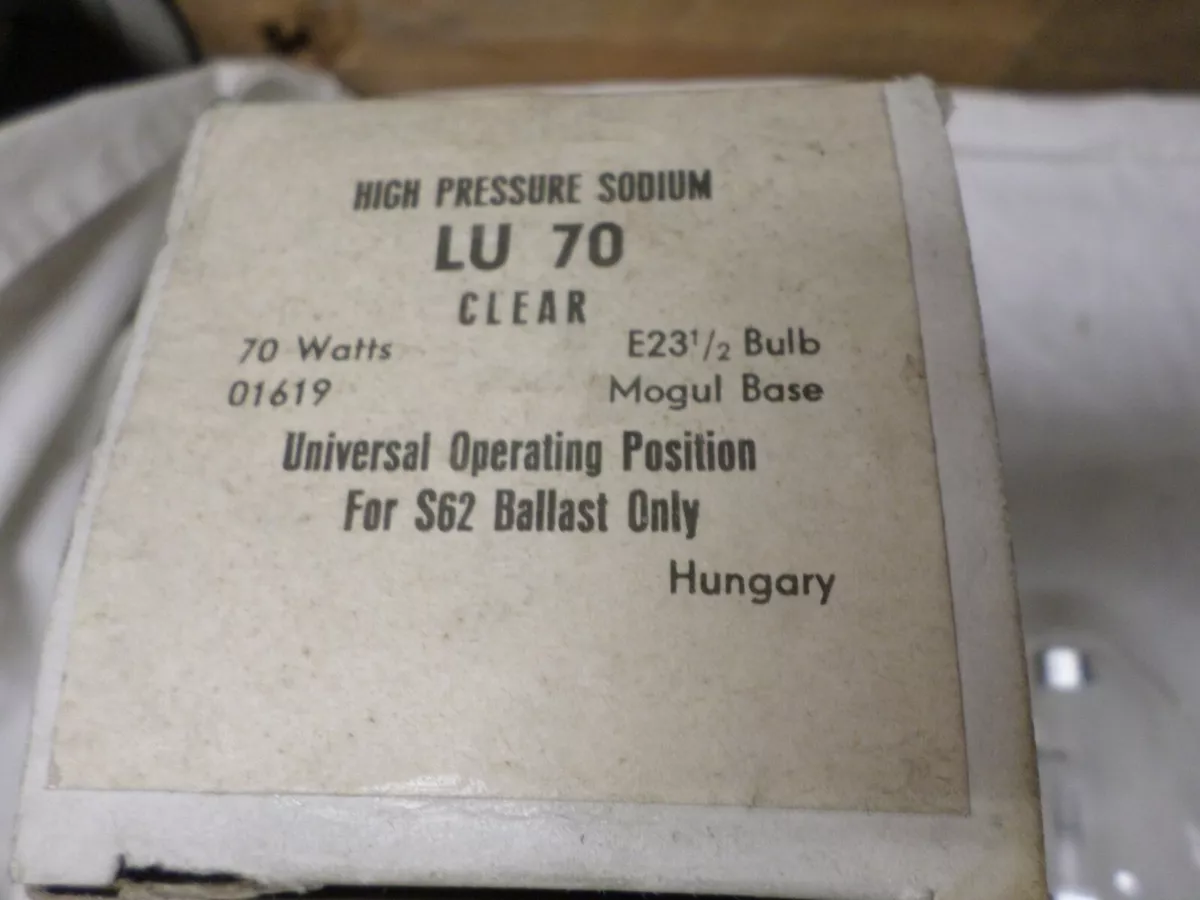 HIGH PRESSURE SODIUM
LU 70
CLEAR
70 Watts E23¹/₂ Bulb
01619 Mogul Base
Universal Operating Position
For S62 Ballast Only
Hungary